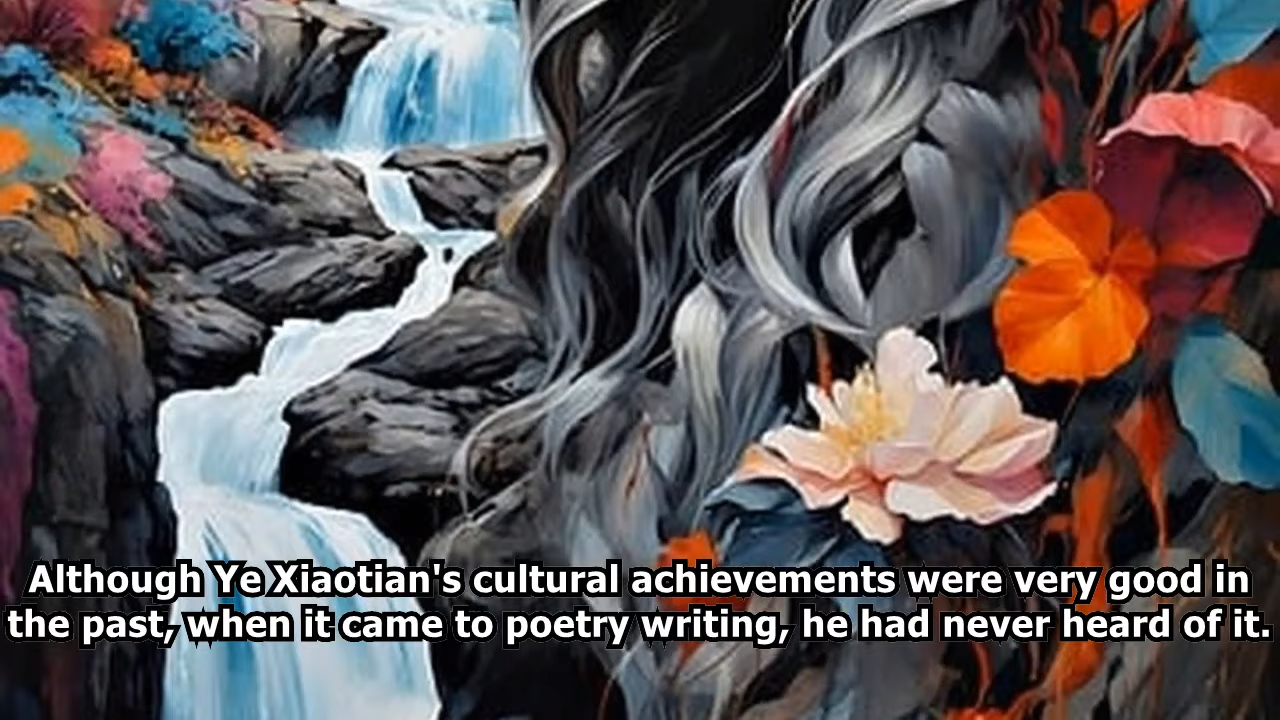 Although Ye Xiaotian's cultural achievements were very good in
the past, when it came to poetry writing, he had never heard of it.